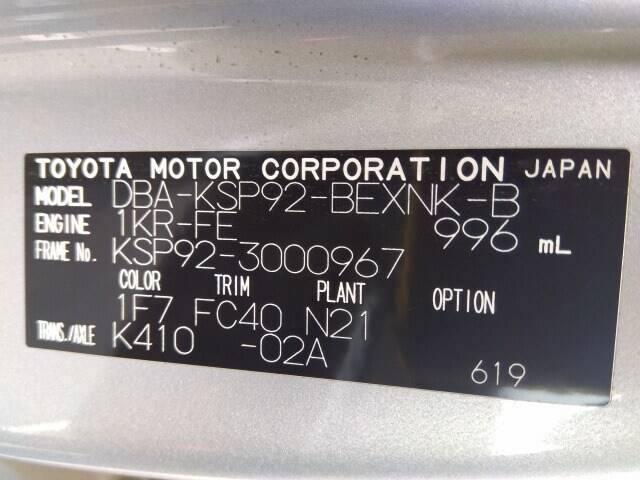 TOYOTA MOTOR CORPORATION JAPAN
MODEL DBA-KSP92-BEXNK-B
ENGINE 1KR-FE 996 mL
FRAME No. KSP92-3000967
COLOR TRIM PLANT OPTION
1F7 FC40 N21
TRANS./AXLE K410 -02A
619